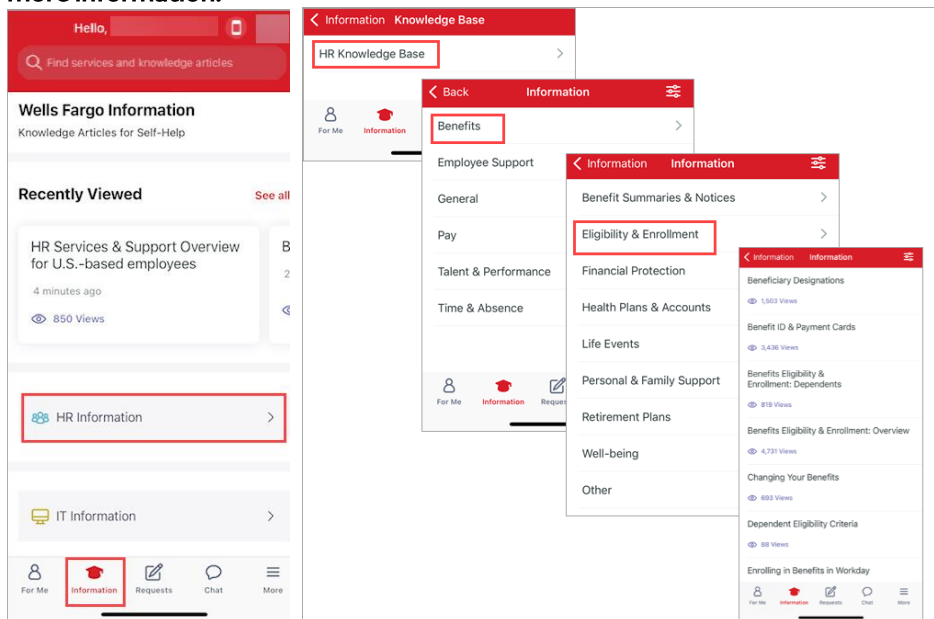 more information.
Hello,
Find services and knowledge articles
Wells Fargo Information
Knowledge Articles for Self-Help
Recently Viewed
See all
HR Services & Support Overview
for U.S.-based employees
4 minutes ago
850 Views
B
2
HR Information
IT Information
For Me
Information
Requests
Chat
More
Information
Knowledge Base
HR Knowledge Base
For Me
Information
Back
Information
Benefits
Employee Support
General
Pay
Talent & Performance
Time & Absence
For Me
Information
Reques
Information
Information
Benefit Summaries & Notices
Eligibility & Enrollment
Financial Protection
Health Plans & Accounts
Life Events
Personal & Family Support
Retirement Plans
Well-being
Other
Information
Information
Beneficiary Designations
1,503 Views
Benefit ID & Payment Cards
3,436 Views
Benefits Eligibility &
Enrollment: Dependents
819 Views
Benefits Eligibility & Enrollment: Overview
4,731 Views
Changing Your Benefits
693 Views
Dependent Eligibility Criteria
88 Views
Enrolling in Benefits in Workday
For Me
Information
Requests
Chat
More